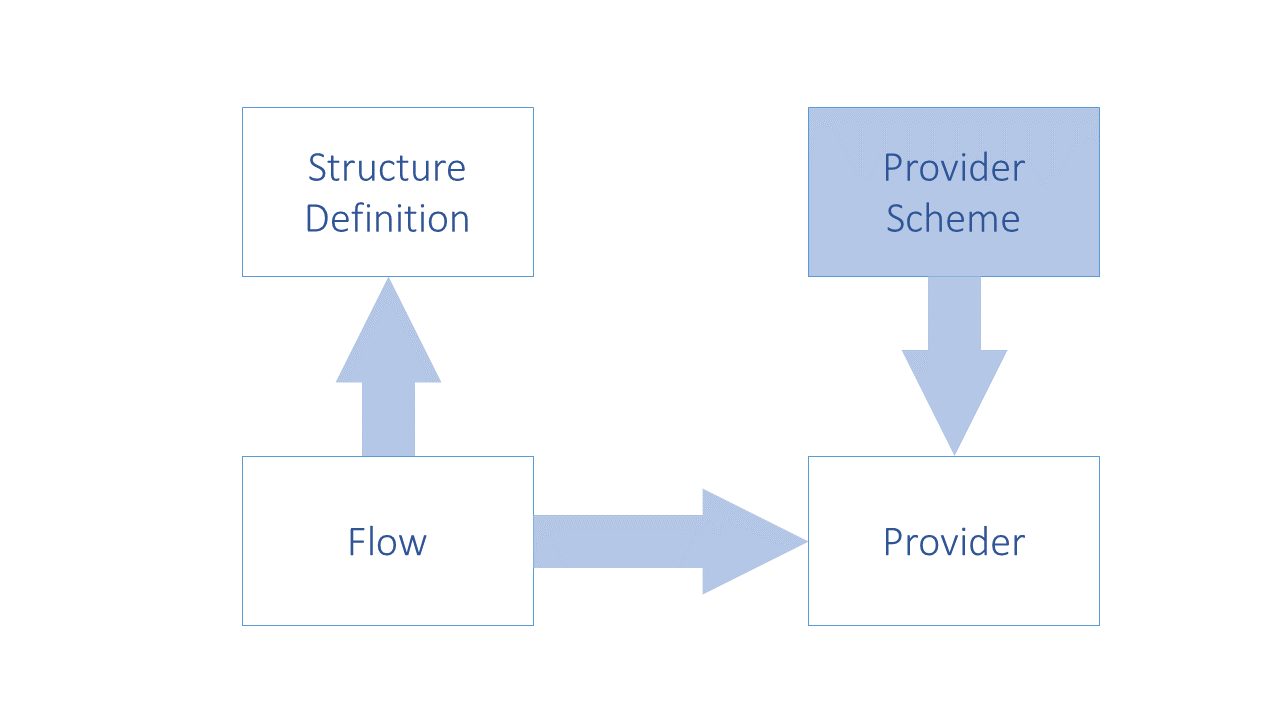 Structure
Definition
Provider
Scheme
Flow
Provider